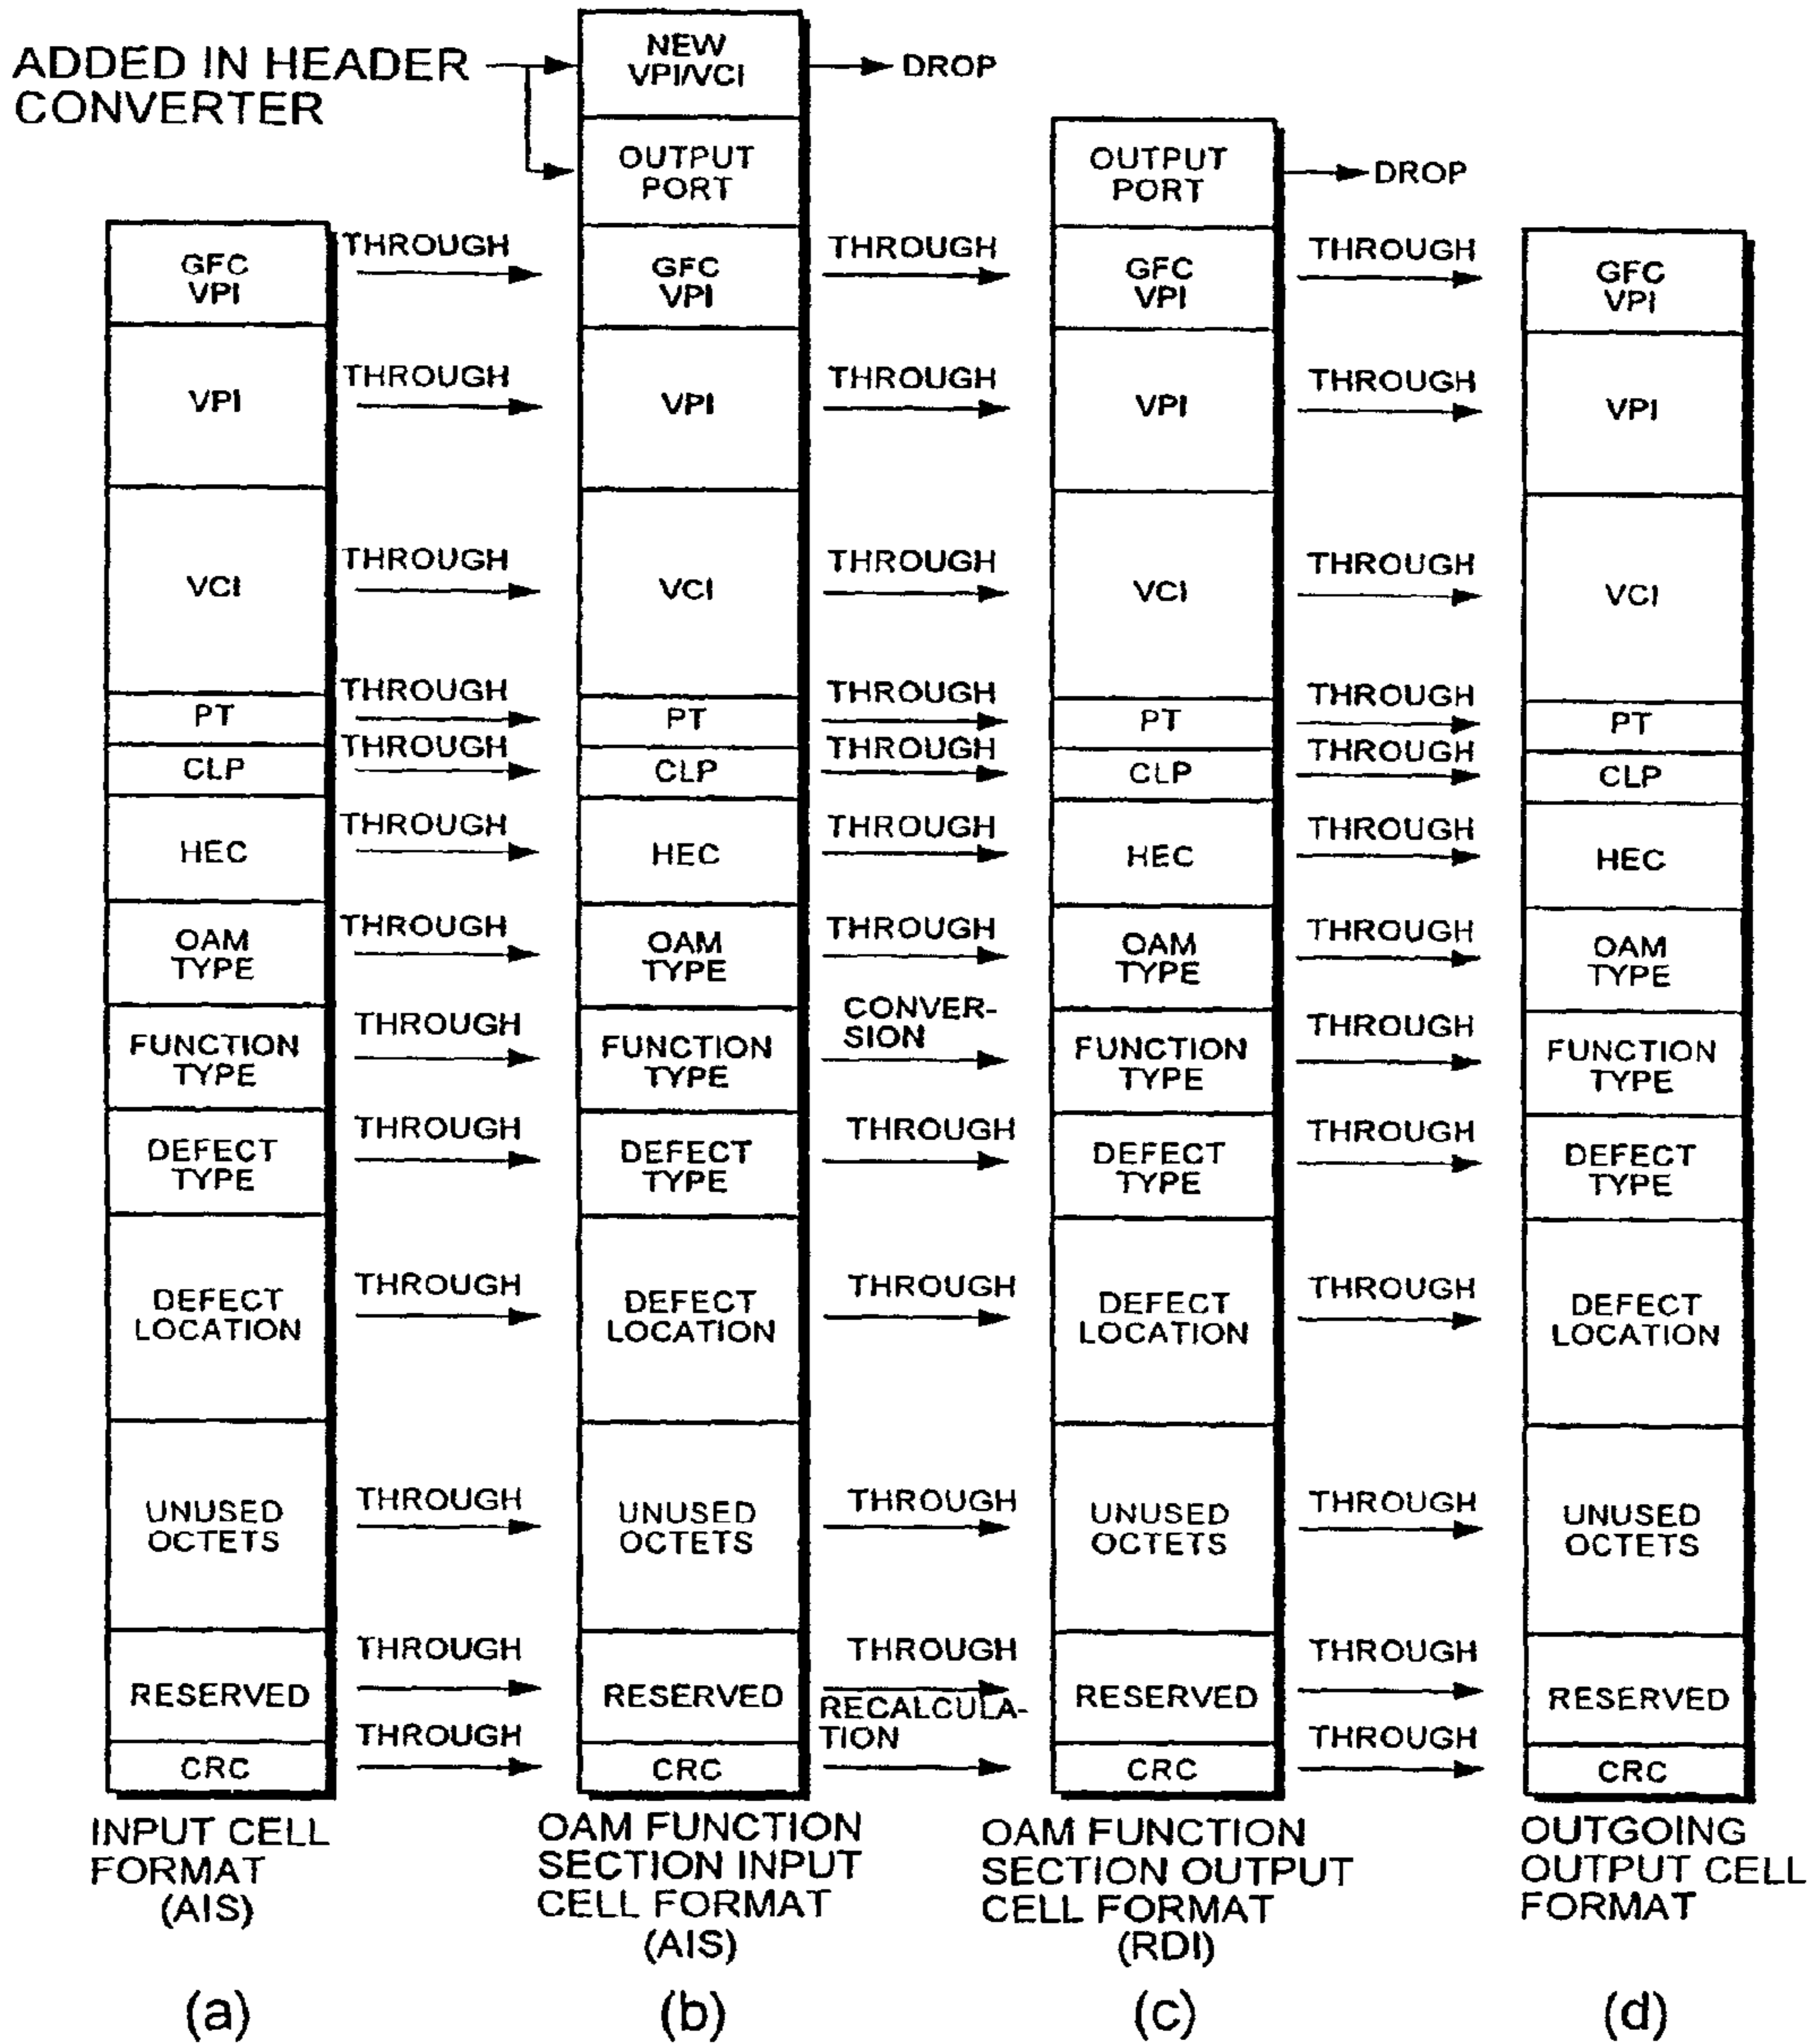 ADDED IN HEADER
CONVERTER
NEW
VPI/VCI
DROP
OUTPUT
PORT
OUTPUT
PORT
DROP
GFC
VPI
THROUGH
GFC
VPI
THROUGH
GFC
VPI
THROUGH
GFC
VPI
VPI
THROUGH
VPI
THROUGH
VPI
THROUGH
VPI
VCI
THROUGH
VCI
THROUGH
VCI
THROUGH
VCI
PT
THROUGH
PT
THROUGH
PT
THROUGH
PT
CLP
THROUGH
CLP
THROUGH
CLP
THROUGH
CLP
HEC
THROUGH
HEC
THROUGH
HEC
THROUGH
HEC
OAM
TYPE
THROUGH
OAM
TYPE
THROUGH
OAM
TYPE
THROUGH
OAM
TYPE
FUNCTION
TYPE
THROUGH
FUNCTION
TYPE
CONVER-
SION
FUNCTION
TYPE
THROUGH
FUNCTION
TYPE
DEFECT
TYPE
THROUGH
DEFECT
TYPE
THROUGH
DEFECT
TYPE
THROUGH
DEFECT
TYPE
DEFECT
LOCATION
THROUGH
DEFECT
LOCATION
THROUGH
DEFECT
LOCATION
THROUGH
DEFECT
LOCATION
UNUSED
OCTETS
THROUGH
UNUSED
OCTETS
THROUGH
UNUSED
OCTETS
THROUGH
UNUSED
OCTETS
RESERVED
THROUGH
RESERVED
THROUGH
RESERVED
THROUGH
RESERVED
CRC
THROUGH
CRC
RECALCULA-
TION
CRC
THROUGH
CRC
INPUT CELL
FORMAT
(AIS)
OAM FUNCTION
SECTION INPUT
CELL FORMAT
(AIS)
OAM FUNCTION
SECTION OUTPUT
CELL FORMAT
(RDI)
OUTGOING
OUTPUT CELL
FORMAT
(a)
(b)
(c)
(d)